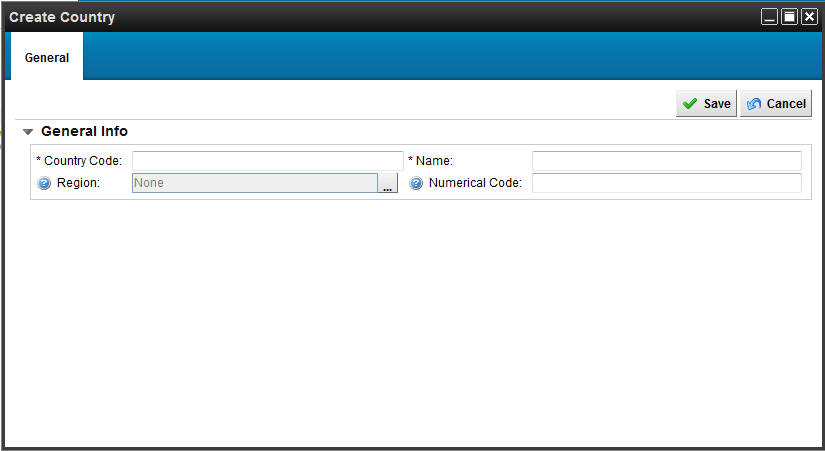 Create Country
General
Save Cancel
General Info
* Country Code: * Name:
Region: None ... Numerical Code: